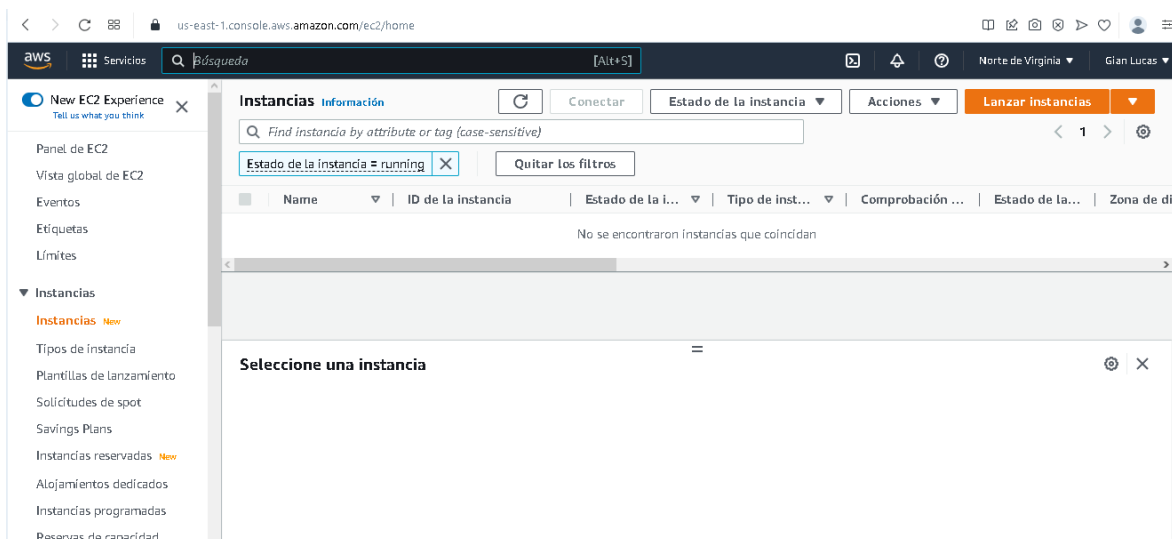 us-east-1.console.aws.amazon.com/ec2/home
aws Servicios Búsqueda [Alt+S] Norte de Virginia ▼ Gian Lucas ▼
New EC2 Experience
Tell us what you think
Panel de EC2
Vista global de EC2
Eventos
Etiquetas
Límites
Instancias
Instancias New
Tipos de instancia
Plantillas de lanzamiento
Solicitudes de spot
Savings Plans
Instancias reservadas New
Alojamientos dedicados
Instancias programadas
Reservas de capacidad
Instancias Información Conectar Estado de la instancia ▼ Acciones ▼ Lanzar instancias ▼
Find instancia by attribute or tag (case-sensitive) 1
Estado de la instancia = running Quitar los filtros
Name ID de la instancia Estado de la i... Tipo de inst... Comprobación ... Estado de la... Zona de di
No se encontraron instancias que coincidan
Seleccione una instancia